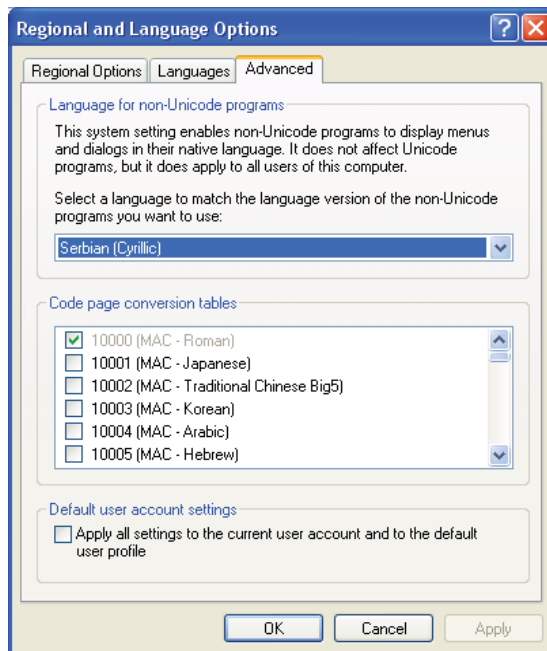 Regional and Language Options
Regional Options Languages Advanced
Language for non-Unicode programs
This system setting enables non-Unicode programs to display menus
and dialogs in their native language. It does not affect Unicode
programs, but it does apply to all users of this computer.
Select a language to match the language version of the non-Unicode
programs you want to use:
Serbian (Cyrillic)
Code page conversion tables
10000 (MAC - Roman)
10001 (MAC - Japanese)
10002 (MAC - Traditional Chinese Big5)
10003 (MAC - Korean)
10004 (MAC - Arabic)
10005 (MAC - Hebrew)
Default user account settings
Apply all settings to the current user account and to the default
user profile
OK Cancel Apply